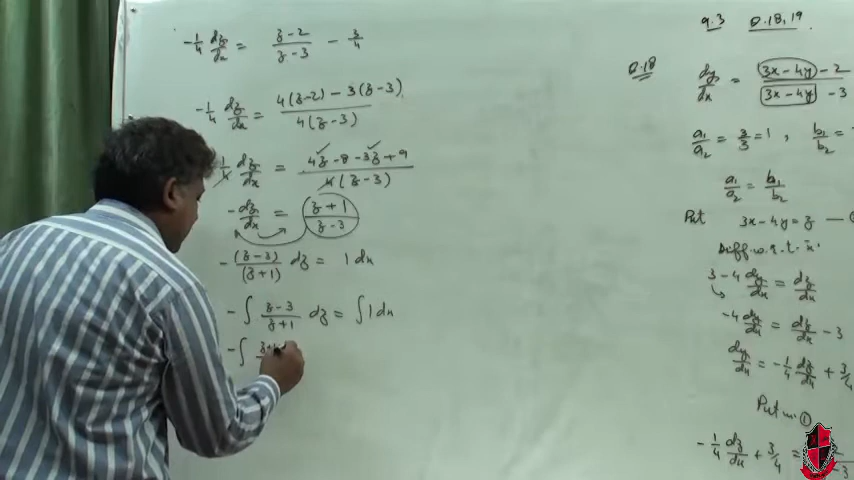 -1/4 dz/dx = z-2/z-3 - 3/4
-1/4 dz/dx = 4(z-2) - 3(z-3)/4(z-3)
1/4 dz/dx = 4z-8-3z+9/4(z-3)
-dz/dx = z+1/z-3
-(z-3)/(z+1) dz = 1 dx
-∫ z-3/z+1 dz = ∫ 1 dx
-∫
9.3 Q.18,19.
Q.18 dy/dx = 3x-4y-2/3x-4y-3
a₁/a₂ = 3/3 = 1 , b₁/b₂ =
a₁/a₂ = b₁/b₂
Put 3x-4y = z
Diff w.r.t. x.
3-4 dy/dx = dz/dx
-4 dy/dx = dz/dx - 3
dy/dx = -1/4 dz/dx + 3/4
Put in ①
-1/4 dz/dx + 3/4 =